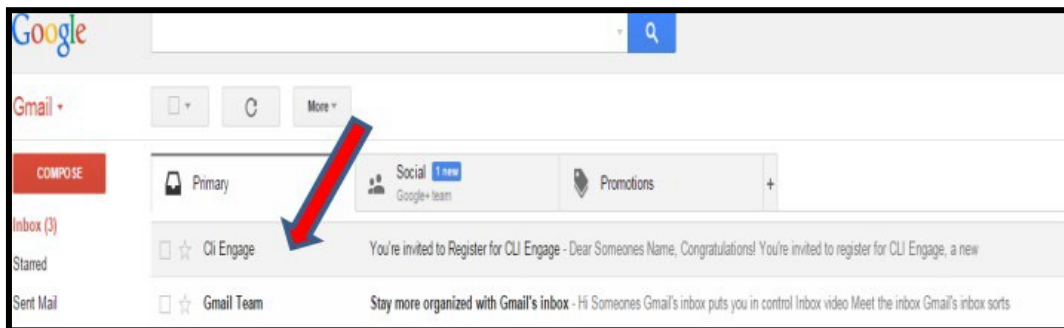 Google
Gmail
More
COMPOSE
Primary
Social 1 new
Google+ team
Promotions
+
Inbox (3)
Cli Engage You're invited to Register for CLI Engage - Dear Someones Name, Congratulations! You're invited to register for CLI Engage, a new
Starred
Sent Mail
Gmail Team Stay more organized with Gmail's inbox - Hi Someones Gmail's inbox puts you in control Inbox video Meet the inbox Gmail's inbox sorts